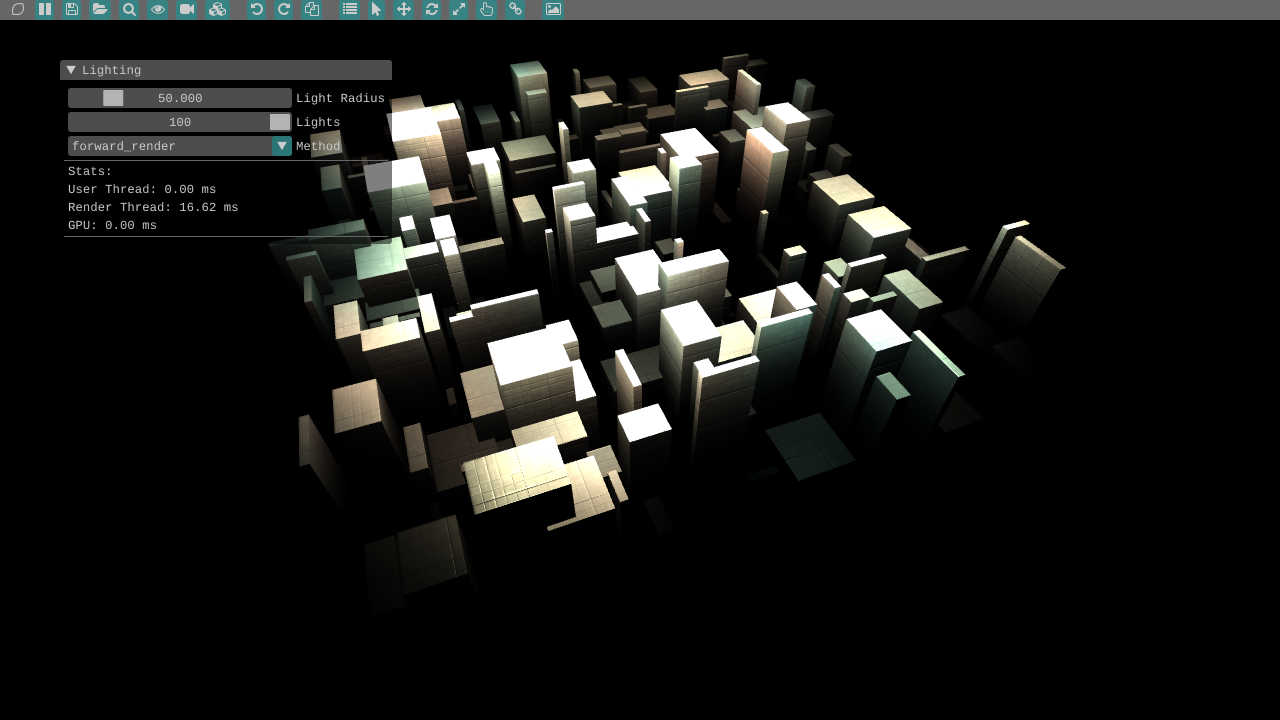 Lighting
50.000 Light Radius
100 Lights
forward_render Method
Stats:
User Thread: 0.00 ms
Render Thread: 16.62 ms
GPU: 0.00 ms